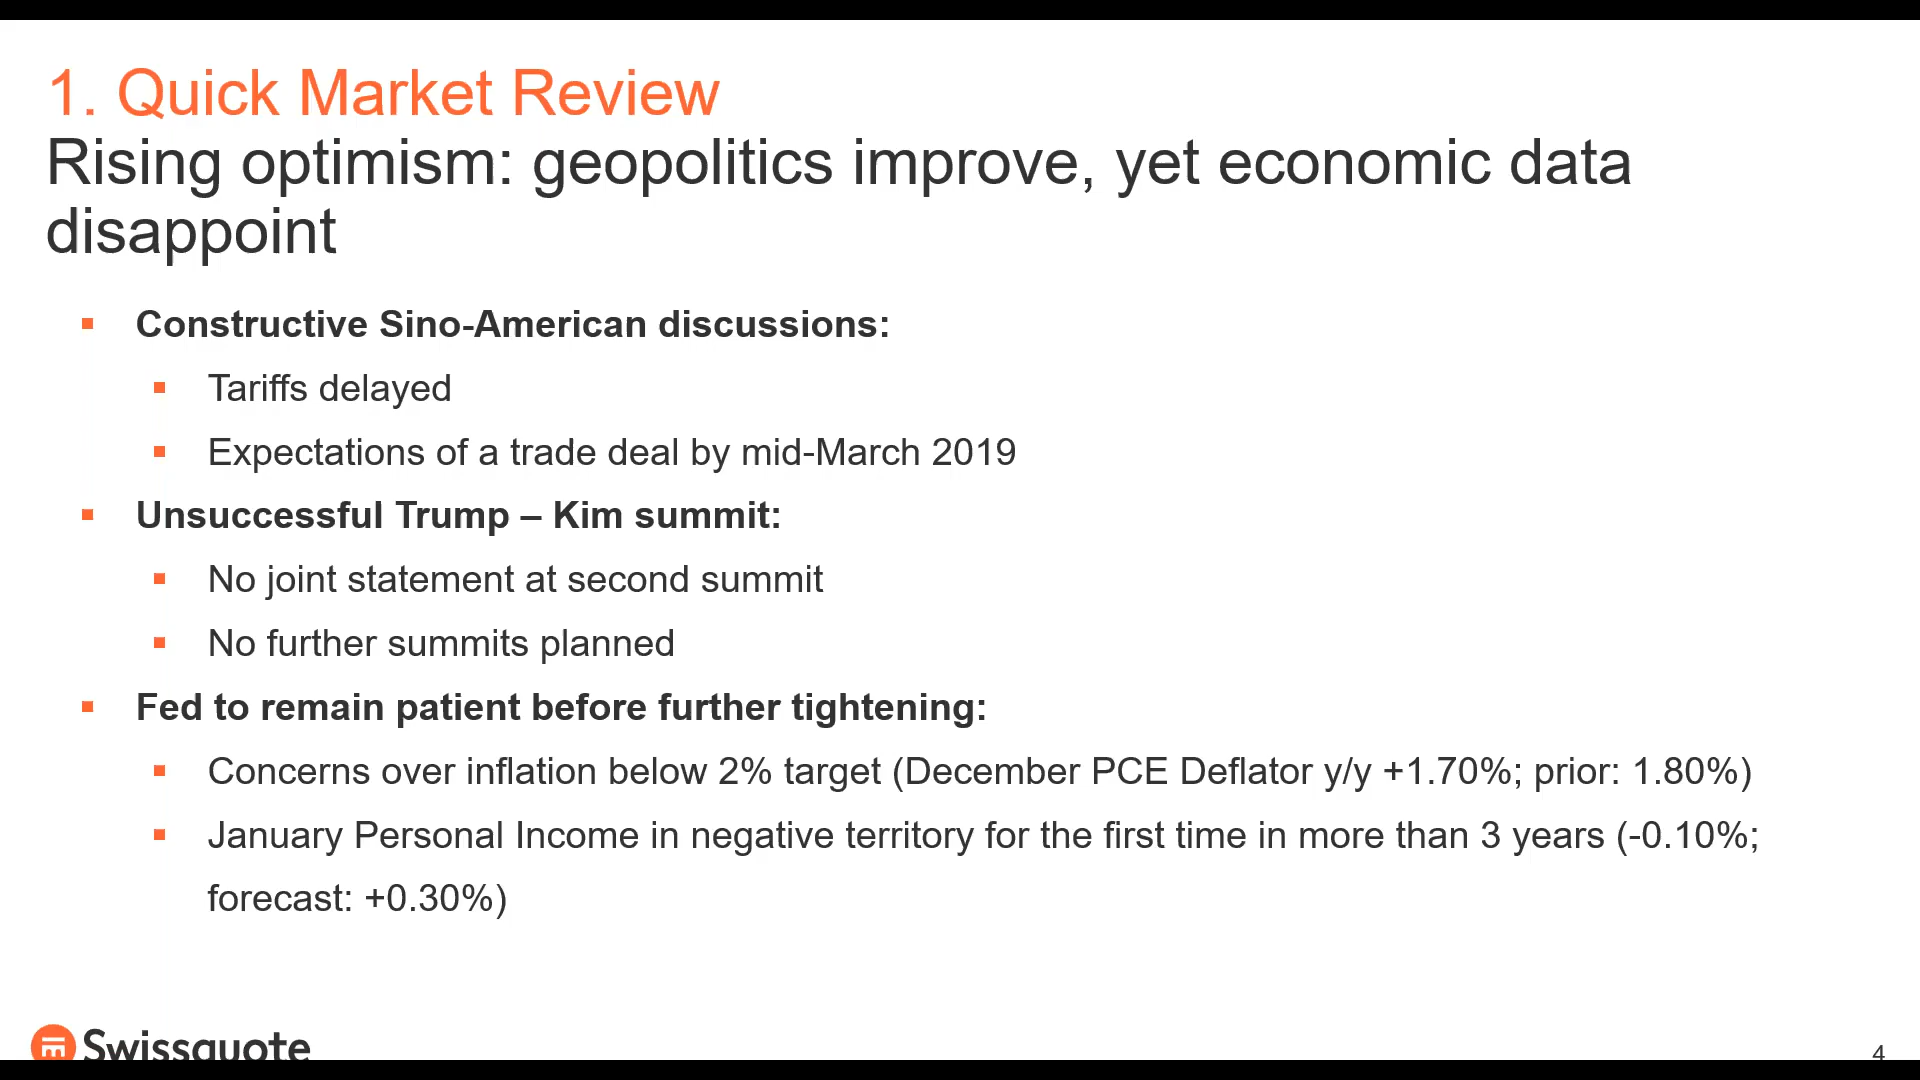 1. Quick Market Review
Rising optimism: geopolitics improve, yet economic data
disappoint
▪ Constructive Sino-American discussions:
▪ Tariffs delayed
▪ Expectations of a trade deal by mid-March 2019
▪ Unsuccessful Trump – Kim summit:
▪ No joint statement at second summit
▪ No further summits planned
▪ Fed to remain patient before further tightening:
▪ Concerns over inflation below 2% target (December PCE Deflator y/y +1.70%; prior: 1.80%)
▪ January Personal Income in negative territory for the first time in more than 3 years (-0.10%;
forecast: +0.30%)
Swissquote
4